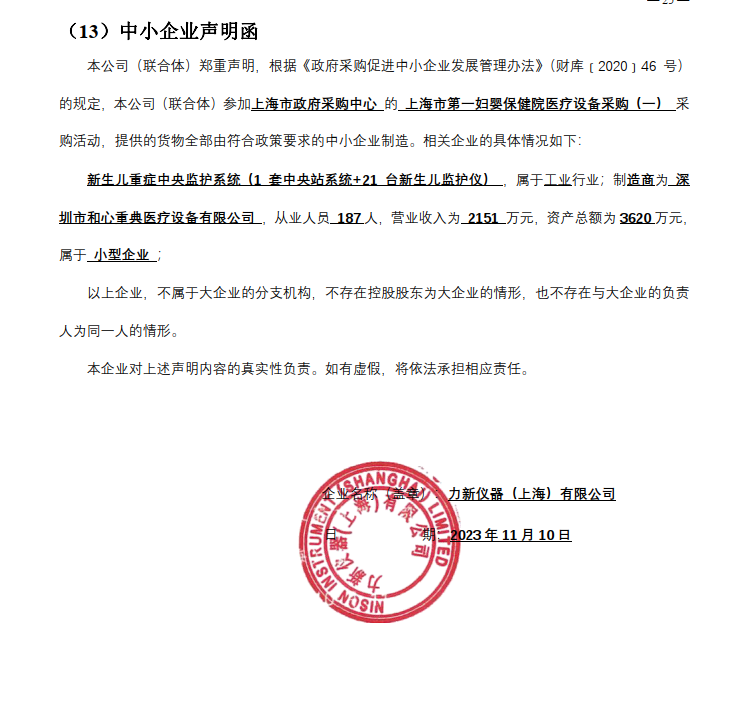 — 25 —
（13）中小企业声明函
本公司（联合体）郑重声明，根据《政府采购促进中小企业发展管理办法》（财库﹝2020﹞46 号）
的规定，本公司（联合体）参加上海市政府采购中心 的 上海市第一妇婴保健院医疗设备采购（一） 采
购活动，提供的货物全部由符合政策要求的中小企业制造。相关企业的具体情况如下：
新生儿重症中央监护系统（1 套中央站系统+21 台新生儿监护仪） ，属于工业行业；制造商为 深
圳市和心重典医疗设备有限公司 ，从业人员 187 人，营业收入为 2151 万元，资产总额为 3620 万元，
属于 小型企业 ；
以上企业，不属于大企业的分支机构，不存在控股股东为大企业的情形，也不存在与大企业的负责
人为同一人的情形。
本企业对上述声明内容的真实性负责。如有虚假，将依法承担相应责任。
企业名称（盖章）：力新仪器（上海）有限公司
日 期：2023 年 11 月 10 日
NISON INSTRUMENT (SHANGHAI) LIMITED
力新仪器(上海)有限公司